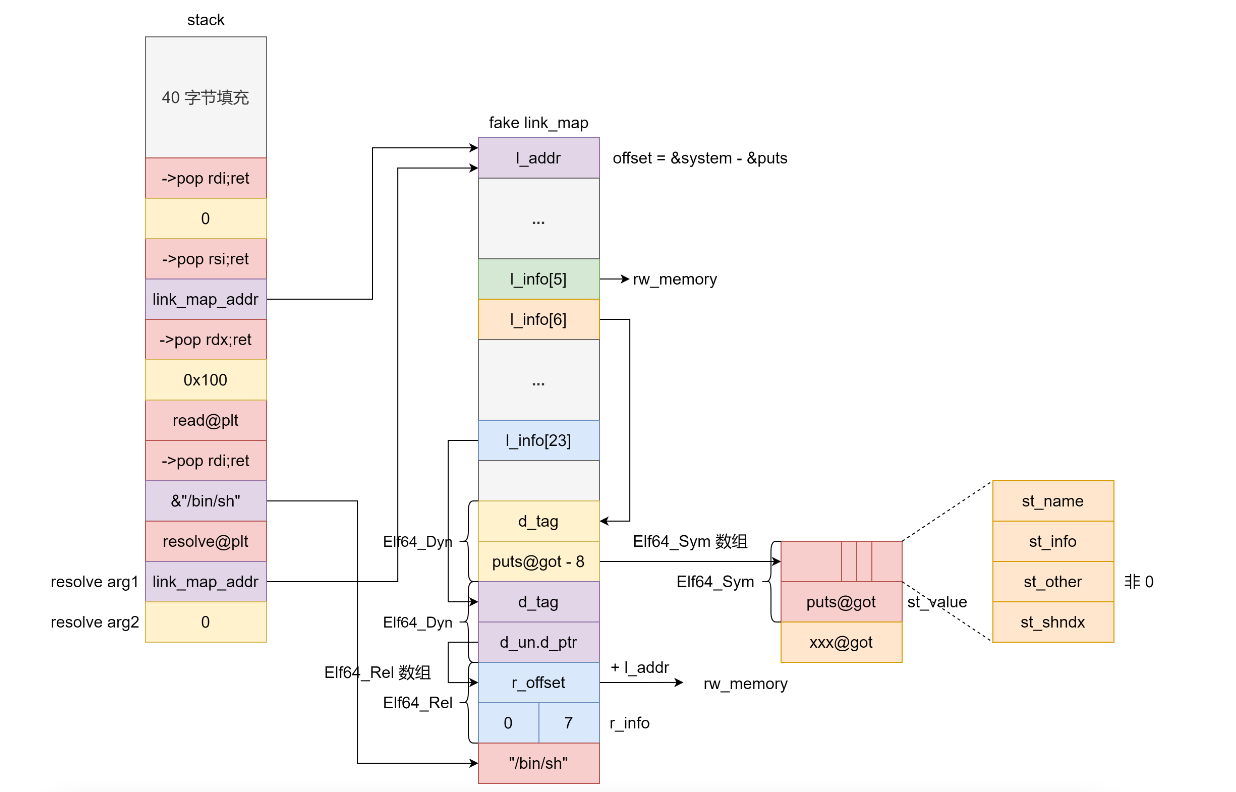 stack
40 字节填充
->pop rdi;ret
0
->pop rsi;ret
link_map_addr
->pop rdx;ret
0x100
read@plt
->pop rdi;ret
&"/bin/sh"
resolve@plt
resolve arg1
link_map_addr
resolve arg2
0
fake link_map
l_addr
offset = &system - &puts
...
l_info[5]
rw_memory
l_info[6]
...
l_info[23]
Elf64_Dyn
d_tag
puts@got - 8
Elf64_Dyn
d_tag
d_un.d_ptr
Elf64_Rel 数组
Elf64_Rel
r_offset
+ l_addr
rw_memory
0
7
r_info
"/bin/sh"
Elf64_Sym 数组
Elf64_Sym
puts@got
st_value
xxx@got
st_name
st_info
st_other
非 0
st_shndx